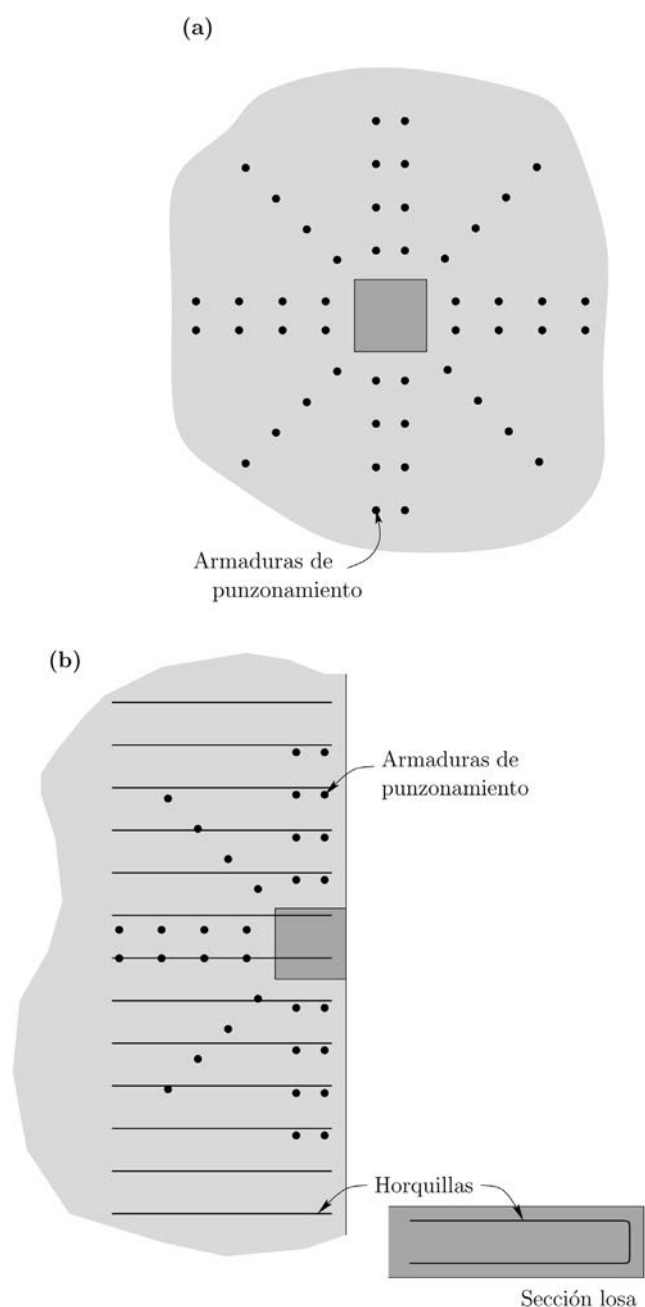 (a)
Armaduras de
punzonamiento
(b)
Armaduras de
punzonamiento
Horquillas
Sección losa